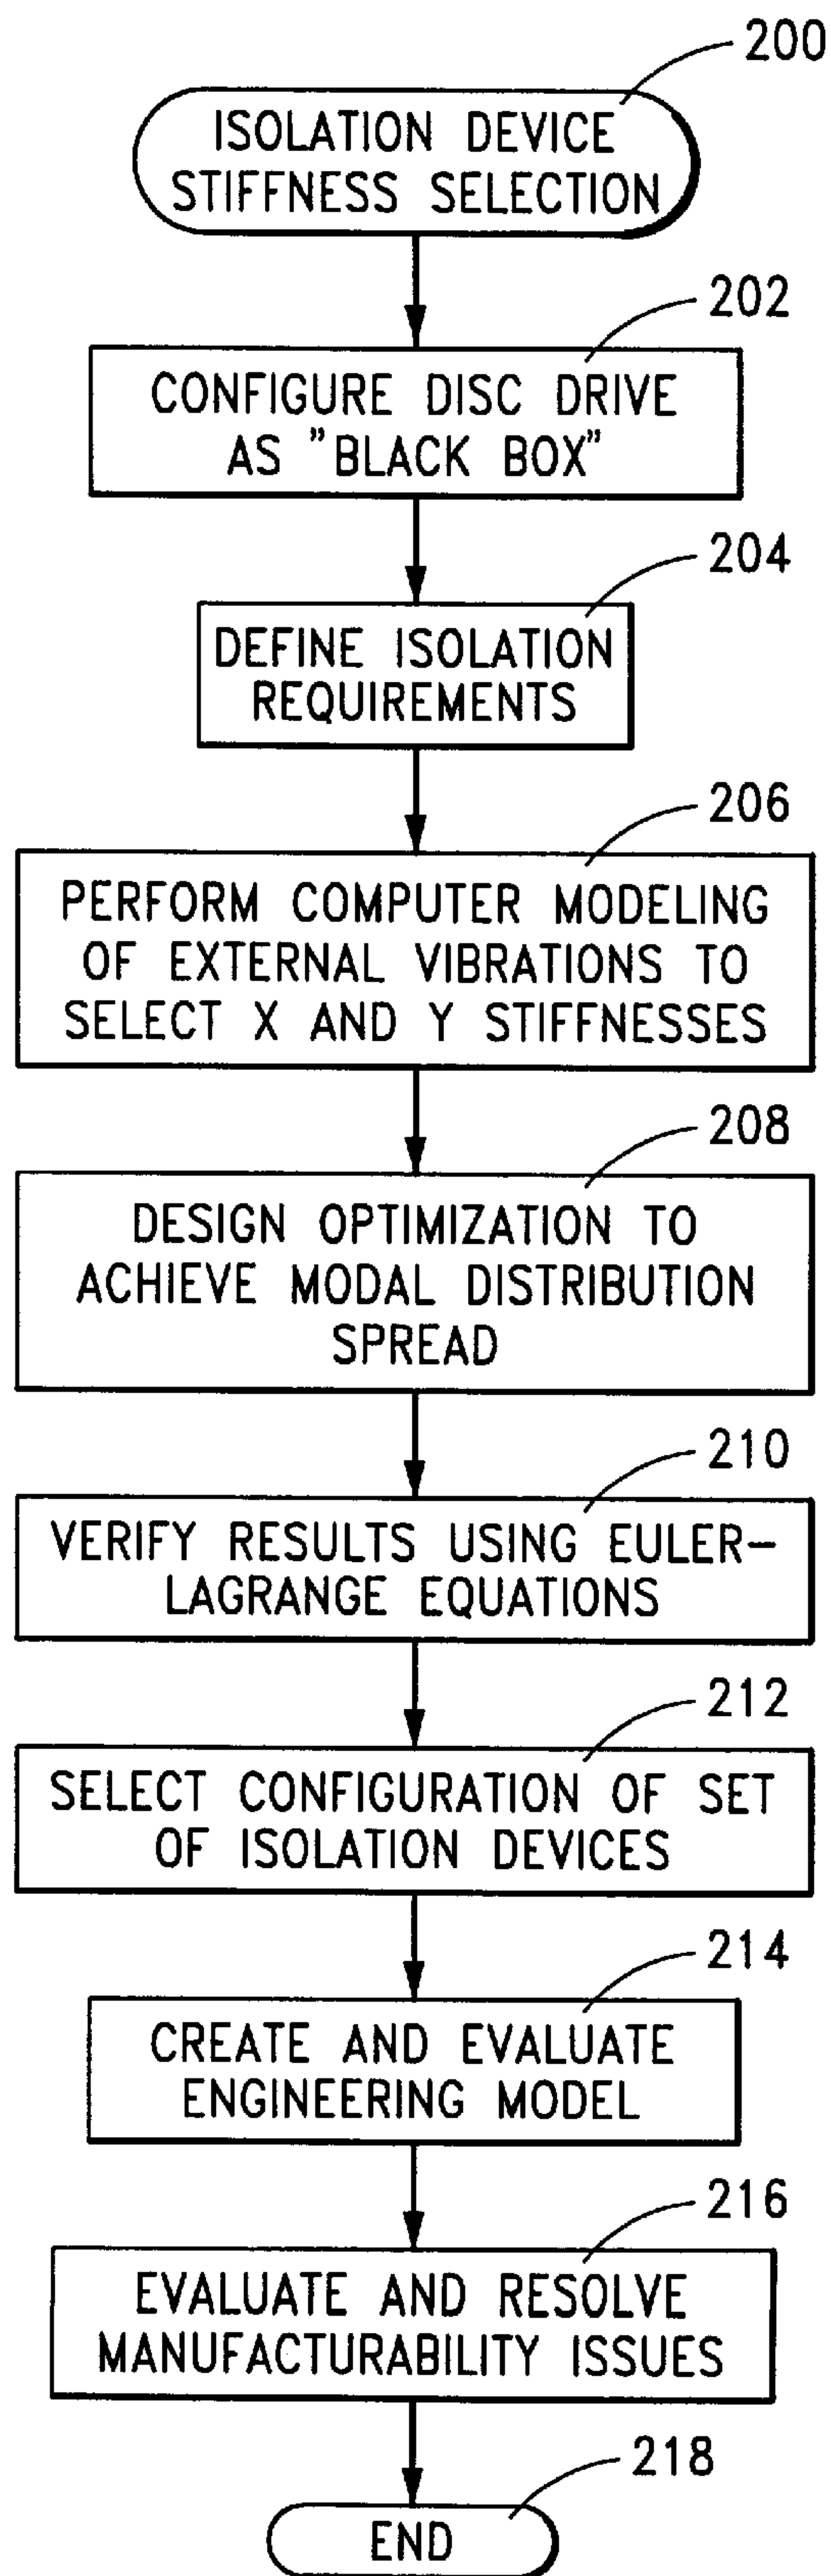 200
ISOLATION DEVICE
STIFFNESS SELECTION
202
CONFIGURE DISC DRIVE
AS "BLACK BOX"
204
DEFINE ISOLATION
REQUIREMENTS
206
PERFORM COMPUTER MODELING
OF EXTERNAL VIBRATIONS TO
SELECT X AND Y STIFFNESSES
208
DESIGN OPTIMIZATION TO
ACHIEVE MODAL DISTRIBUTION
SPREAD
210
VERIFY RESULTS USING EULER-
LAGRANGE EQUATIONS
212
SELECT CONFIGURATION OF SET
OF ISOLATION DEVICES
214
CREATE AND EVALUATE
ENGINEERING MODEL
216
EVALUATE AND RESOLVE
MANUFACTURABILITY ISSUES
218
END